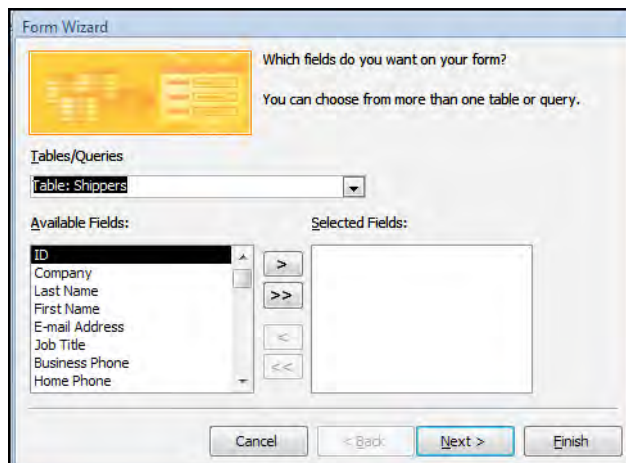 Form Wizard
Which fields do you want on your form?
You can choose from more than one table or query.
Tables/Queries
Table: Shippers
Available Fields:
Selected Fields:
ID
Company
Last Name
First Name
E-mail Address
Job Title
Business Phone
Home Phone
>
>>
<
<<
Cancel
< Back
Next >
Finish